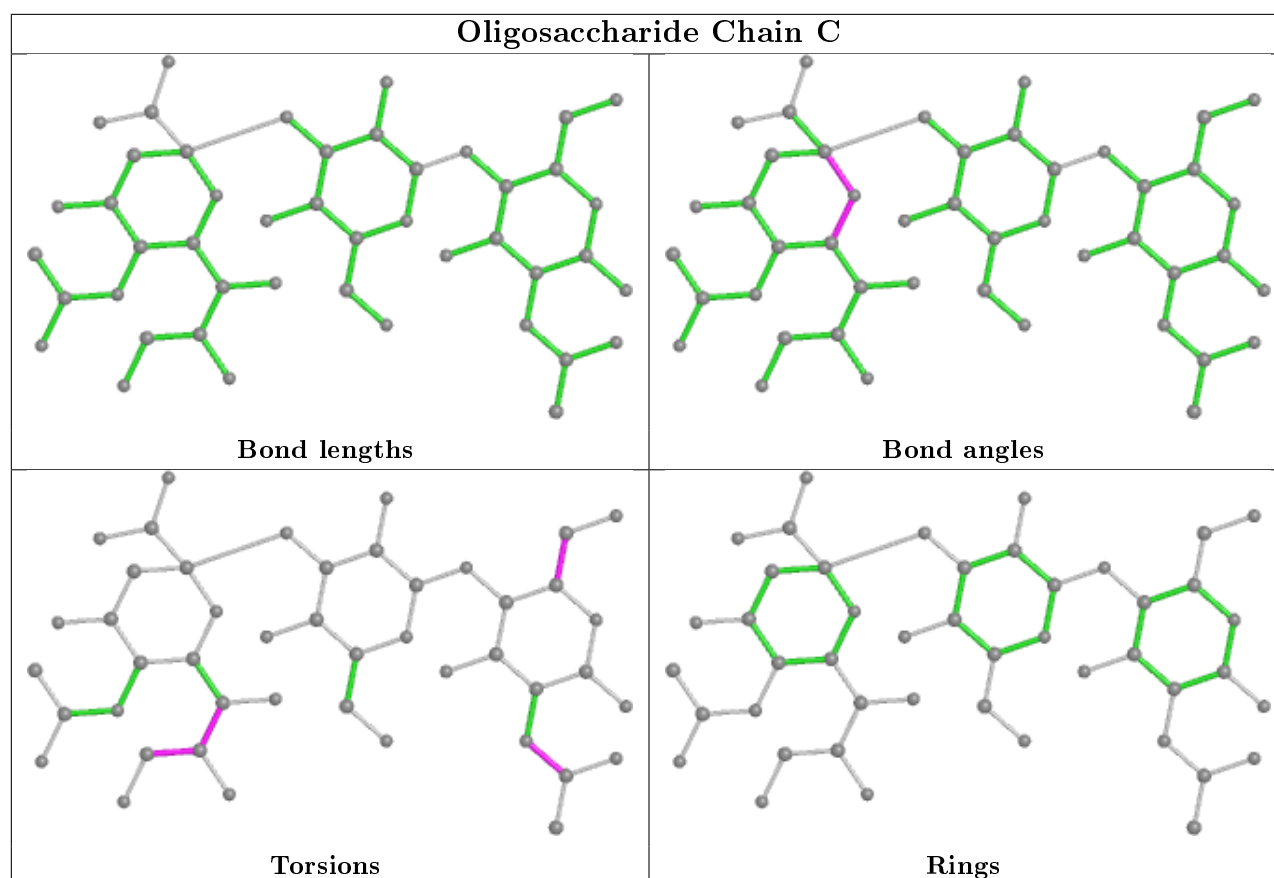 Oligosaccharide Chain C
Bond lengths
Bond angles
Torsions
Rings